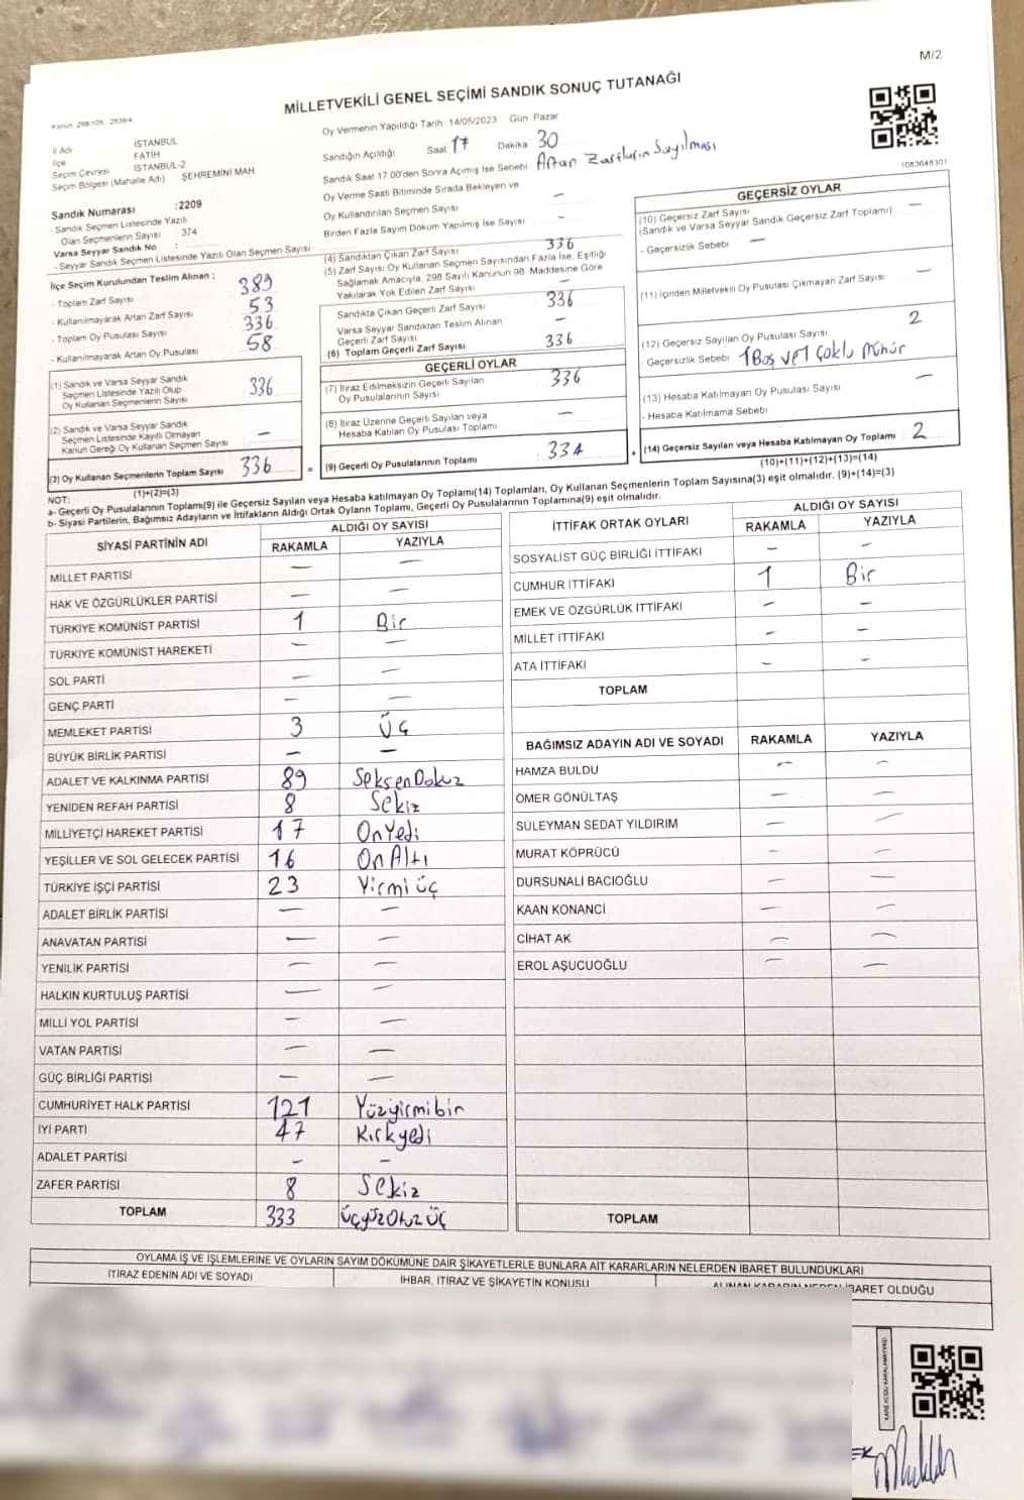 M/2
MİLLETVEKİLİ GENEL SEÇİMİ SANDIK SONUÇ TUTANAĞI
İl Adı İSTANBUL
İlçe FATİH
Seçim Çevresi İSTANBUL-2
Seçim Bölgesi (Mahalle Adı) ŞEHREMİNİ MAH
Sandık Numarası :2209
- Sandık Seçmen Listesinde Yazılı
Olan Seçmenlerin Sayısı 374
Varsa Seyyar Sandık No :
- Seyyar Sandık Seçmen Listesinde Yazılı Olan Seçmen Sayısı
Oy Vermenin Yapıldığı Tarih :14/05/2023 Gün Pazar
Sandığın Açıldığı Saat 17 Dakika 30
Sandık Saat 17.00'den Sonra Açılmış İse Sebebi Artan Zarfların Sayılması
Oy Verme Saati Bitiminde Sırada Bekleyen ve
Oy Kullandırılan Seçmen Sayısı —
Birden Fazla Sayım Döküm Yapılmış İse Sayısı -
1083648301
İlçe Seçim Kurulundan Teslim Alınan :
- Toplam Zarf Sayısı 389
- Kullanılmayarak Artan Zarf Sayısı 53
- Toplam Oy Pusulası Sayısı 336
- Kullanılmayarak Artan Oy Pusulası 58
(1) Sandık ve Varsa Seyyar Sandık
Seçmen Listesinde Yazılı Olup
Oy Kullanan Seçmenlerin Sayısı 336
(2) Sandık ve Varsa Seyyar Sandık
Seçmen Listesinde Kayıtlı Olmayan
Kanun Gereği Oy Kullanan Seçmen Sayısı —
(3) Oy Kullanan Seçmenlerin Toplam Sayısı 336
(1)+(2)=(3)
(4) Sandıktan Çıkan Zarf Sayısı 336
(5) Zarf Sayısı Oy Kullanan Seçmen Sayısından Fazla İse, Eşitliği
Sağlamak Amacıyla, 298 Sayılı Kanunun 98. Maddesine Göre
Yakılarak Yok Edilen Zarf Sayısı —
Sandıkta Çıkan Geçerli Zarf Sayısı 336
Varsa Seyyar Sandıktan Teslim Alınan
Geçerli Zarf Sayısı —
(6) Toplam Geçerli Zarf Sayısı 336
GEÇERLİ OYLAR
(7) İtiraz Edilmeksizin Geçerli Sayılan
Oy Pusulalarının Sayısı 336
(8) İtiraz Üzerine Geçerli Sayılan veya
Hesaba Katılan Oy Pusulası Toplamı —
= (9) Geçerli Oy Pusulalarının Toplamı 334
GEÇERSİZ OYLAR
(10) Geçersiz Zarf Sayısı —
(Sandık ve Varsa Seyyar Sandık Geçersiz Zarf Toplamı)
- Geçersizlik Sebebi —
(11) İçinden Milletvekili Oy Pusulası Çıkmayan Zarf Sayısı —
(12) Geçersiz Sayılan Oy Pusulası Sayısı 2
- Geçersizlik Sebebi 1 Boş ve 1 Çoklu Mühür
(13) Hesaba Katılmayan Oy Pusulası Sayısı —
- Hesaba Katılmama Sebebi
+ (14) Geçersiz Sayılan veya Hesaba Katılmayan Oy Toplamı 2
(10)+(11)+(12)+(13)=(14)
NOT:
a- Geçerli Oy Pusulalarının Toplamı(9) ile Geçersiz Sayılan veya Hesaba katılmayan Oy Toplamı(14) Toplamları, Oy Kullanan Seçmenlerin Toplam Sayısına(3) eşit olmalıdır. (9)+(14)=(3)
b- Siyasi Partilerin, Bağımsız Adayların ve İttifakların Aldığı Ortak Oyların Toplamı, Geçerli Oy Pusulalarının Toplamına(9) eşit olmalıdır.
SİYASİ PARTİNİN ADI ALDIĞI OY SAYISI
RAKAMLA YAZIYLA
MİLLET PARTİSİ — —
HAK VE ÖZGÜRLÜKLER PARTİSİ — —
TÜRKİYE KOMÜNİST PARTİSİ 1 Bir
TÜRKİYE KOMÜNİST HAREKETİ — —
SOL PARTİ — —
GENÇ PARTİ — —
MEMLEKET PARTİSİ 3 Üç
BÜYÜK BİRLİK PARTİSİ — —
ADALET VE KALKINMA PARTİSİ 89 SeksenDokuz
YENİDEN REFAH PARTİSİ 8 Sekiz
MİLLİYETÇİ HAREKET PARTİSİ 17 OnYedi
YEŞİLLER VE SOL GELECEK PARTİSİ 16 OnAltı
TÜRKİYE İŞÇİ PARTİSİ 23 Yirmi üç
ADALET BİRLİK PARTİSİ — —
ANAVATAN PARTİSİ — —
YENİLİK PARTİSİ — —
HALKIN KURTULUŞ PARTİSİ — —
MİLLİ YOL PARTİSİ — —
VATAN PARTİSİ — —
GÜÇ BİRLİĞİ PARTİSİ — —
CUMHURİYET HALK PARTİSİ 121 Yüzyirmibir
İYİ PARTİ 47 Kırkyedi
ADALET PARTİSİ — —
ZAFER PARTİSİ 8 Sekiz
TOPLAM 333 ÜçyüzOtuzÜç
İTTİFAK ORTAK OYLARI ALDIĞI OY SAYISI
RAKAMLA YAZIYLA
SOSYALİST GÜÇ BİRLİĞİ İTTİFAKI — —
CUMHUR İTTİFAKI 1 Bir
EMEK VE ÖZGÜRLÜK İTTİFAKI — —
MİLLET İTTİFAKI — —
ATA İTTİFAKI — —
TOPLAM
BAĞIMSIZ ADAYIN ADI VE SOYADI RAKAMLA YAZIYLA
HAMZA BULDU — —
ÖMER GÖNÜLTAŞ — —
SÜLEYMAN SEDAT YILDIRIM — —
MURAT KÖPRÜCÜ — —
DURSUNALİ BACIOĞLU — —
KAAN KONANCİ — —
CİHAT AK — —
EROL AŞUCUOĞLU — —
TOPLAM
OYLAMA İŞ VE İŞLEMLERİNE VE OYLARIN SAYIM DÖKÜMÜNE DAİR ŞİKAYETLERLE BUNLARA AİT KARARLARIN NELERDEN İBARET BULUNDUKLARI
İTİRAZ EDENİN ADI VE SOYADI İHBAR, İTİRAZ VE ŞİKAYETİN KONUSU ALINAN KARARIN NEDEN İBARET OLDUĞU